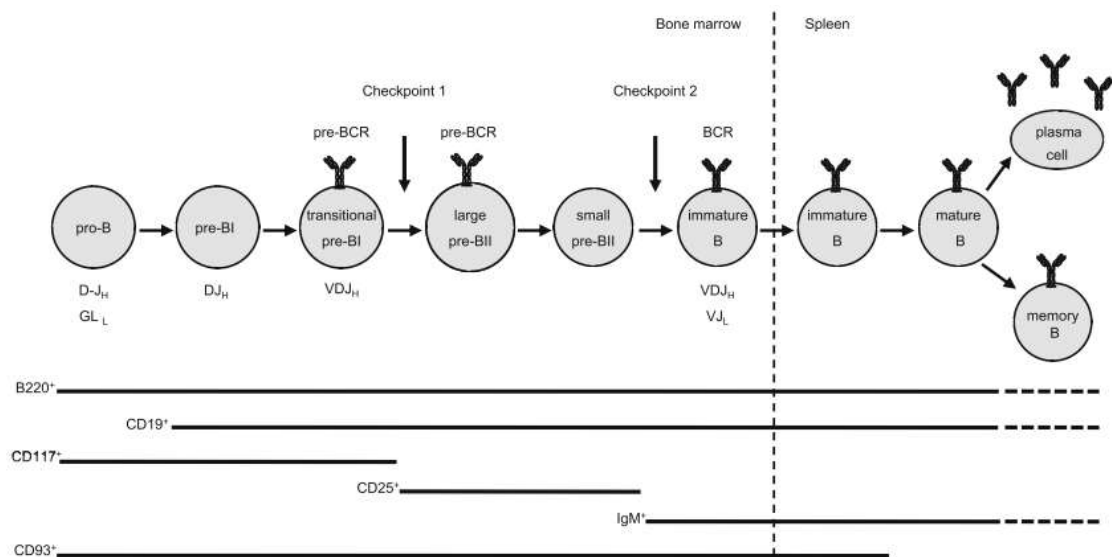 Bone marrow
Spleen
Checkpoint 1
Checkpoint 2
pre-BCR
pre-BCR
BCR
plasma
cell
pro-B
pre-BI
transitional
pre-BI
large
pre-BII
small
pre-BII
immature
B
immature
B
mature
B
memory
B
D-J_H
GL_L
DJ_H
VDJ_H
VDJ_H
VJ_L
B220⁺
CD19⁺
CD117⁺
CD25⁺
IgM⁺
CD93⁺